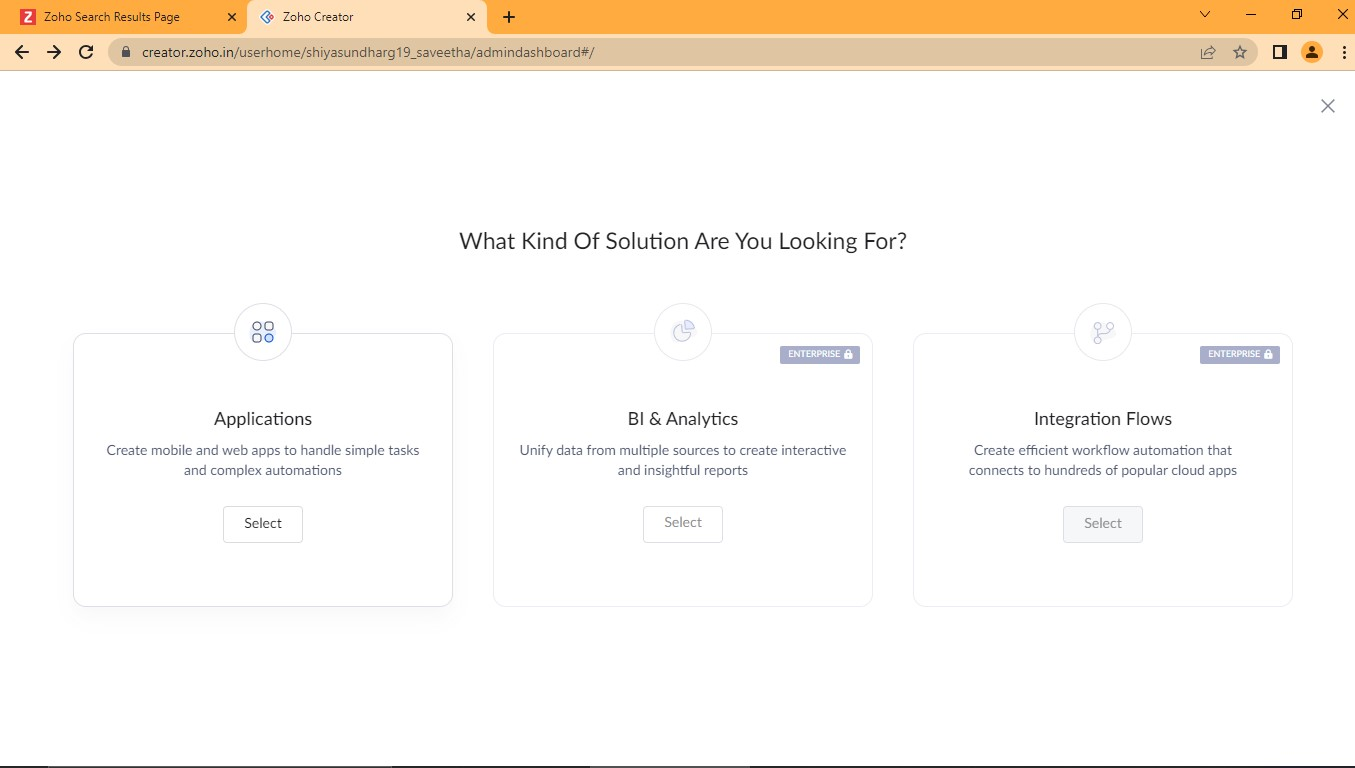 Zoho Search Results Page
Zoho Creator
creator.zoho.in/userhome/shiyasundharg19_saveetha/admindashboard#/
What Kind Of Solution Are You Looking For?
Applications
Create mobile and web apps to handle simple tasks
and complex automations
Select
ENTERPRISE
BI & Analytics
Unify data from multiple sources to create interactive
and insightful reports
Select
ENTERPRISE
Integration Flows
Create efficient workflow automation that
connects to hundreds of popular cloud apps
Select